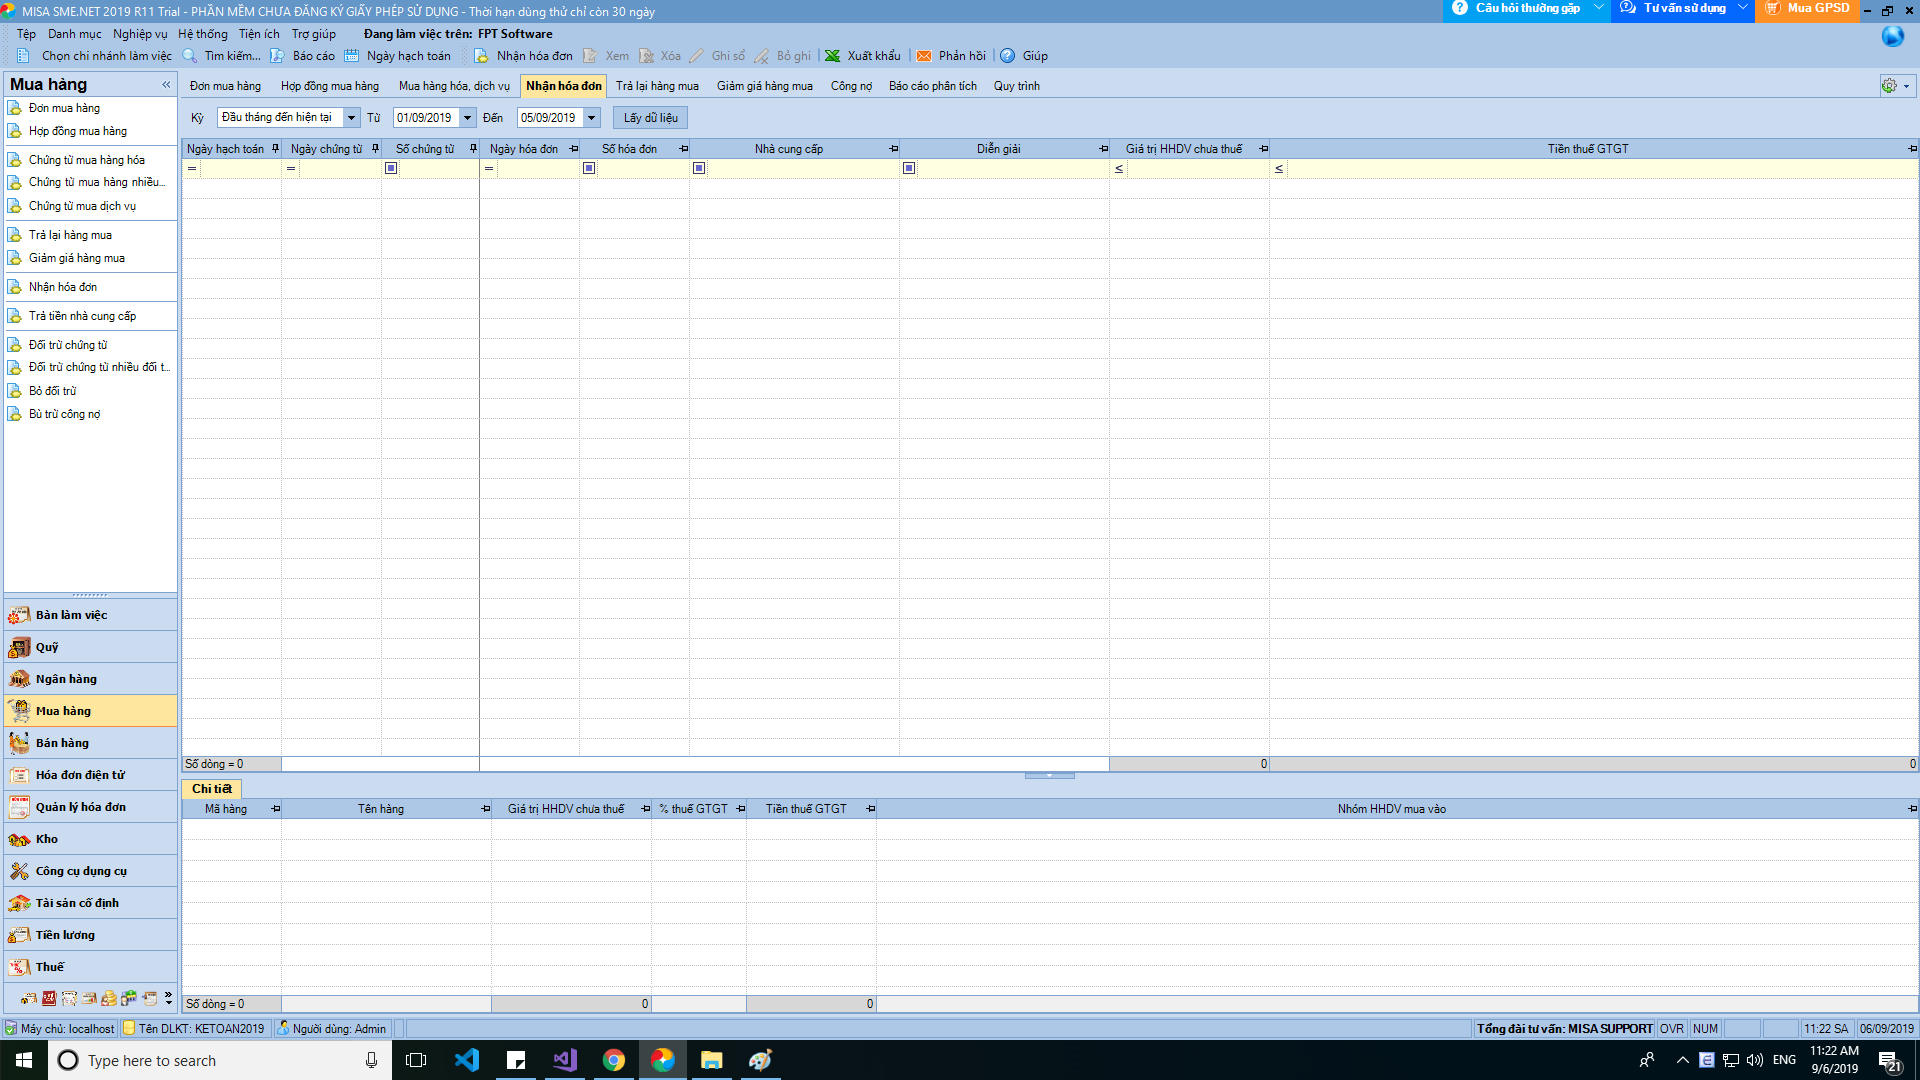 MISA SME.NET 2019 R11 Trial - PHẦN MỀM CHƯA ĐĂNG KÝ GIẤY PHÉP SỬ DỤNG - Thời hạn dùng thử chỉ còn 30 ngày
Câu hỏi thường gặp
Tư vấn sử dụng
Mua GPSD
Tệp Danh mục Nghiệp vụ Hệ thống Tiện ích Trợ giúp Đang làm việc trên: FPT Software
Chọn chi nhánh làm việc Tìm kiếm... Báo cáo Ngày hạch toán Nhận hóa đơn Xem Xóa Ghi sổ Bỏ ghi Xuất khẩu Phản hồi Giúp
Mua hàng «
Đơn mua hàng
Hợp đồng mua hàng
Chứng từ mua hàng hóa
Chứng từ mua hàng nhiều...
Chứng từ mua dịch vụ
Trả lại hàng mua
Giảm giá hàng mua
Nhận hóa đơn
Trả tiền nhà cung cấp
Đối trừ chứng từ
Đối trừ chứng từ nhiều đối t...
Bỏ đối trừ
Bù trừ công nợ
Bàn làm việc
Quỹ
Ngân hàng
Mua hàng
Bán hàng
Hóa đơn điện tử
Quản lý hóa đơn
Kho
Công cụ dụng cụ
Tài sản cố định
Tiền lương
Thuế
Đơn mua hàng Hợp đồng mua hàng Mua hàng hóa, dịch vụ Nhận hóa đơn Trả lại hàng mua Giảm giá hàng mua Công nợ Báo cáo phân tích Quy trình
Kỳ Đầu tháng đến hiện tại Từ 01/09/2019 Đến 05/09/2019 Lấy dữ liệu
Ngày hạch toán Ngày chứng từ Số chứng từ Ngày hóa đơn Số hóa đơn Nhà cung cấp Diễn giải Giá trị HHDV chưa thuế Tiền thuế GTGT
= = = ≤ ≤
Số dòng = 0 0 0
Chi tiết
Mã hàng Tên hàng Giá trị HHDV chưa thuế % thuế GTGT Tiền thuế GTGT Nhóm HHDV mua vào
Số dòng = 0 0 0
Máy chủ: localhost Tên DLKT: KETOAN2019 Người dùng: Admin Tổng đài tư vấn: MISA SUPPORT OVR NUM 11:22 SA 06/09/2019
Type here to search
ENG
11:22 AM
9/6/2019
21